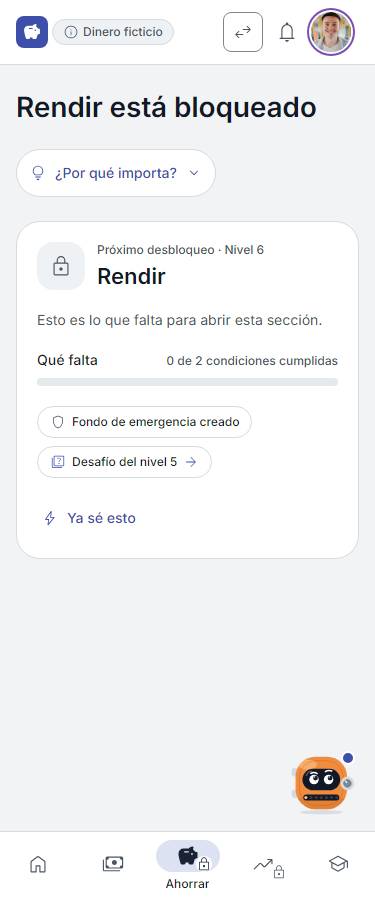 Dinero ficticio
Rendir está bloqueado
¿Por qué importa?
Próximo desbloqueo · Nivel 6
Rendir
Esto es lo que falta para abrir esta sección.
Qué falta
0 de 2 condiciones cumplidas
Fondo de emergencia creado
Desafío del nivel 5
Ya sé esto
Ahorrar